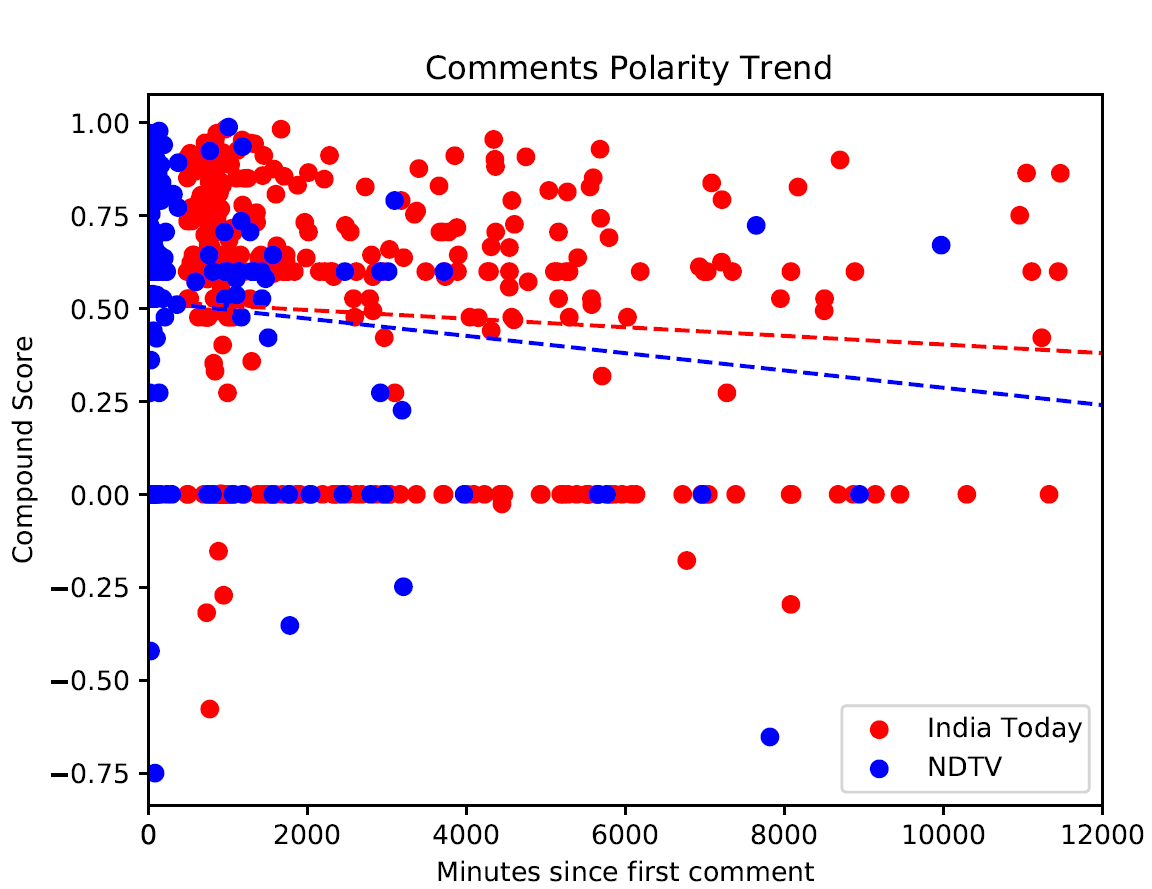 Comments Polarity Trend
Compound Score
1.00
0.75
0.50
0.25
0.00
−0.25
−0.50
−0.75
0 2000 4000 6000 8000 10000 12000
Minutes since first comment
India Today
NDTV